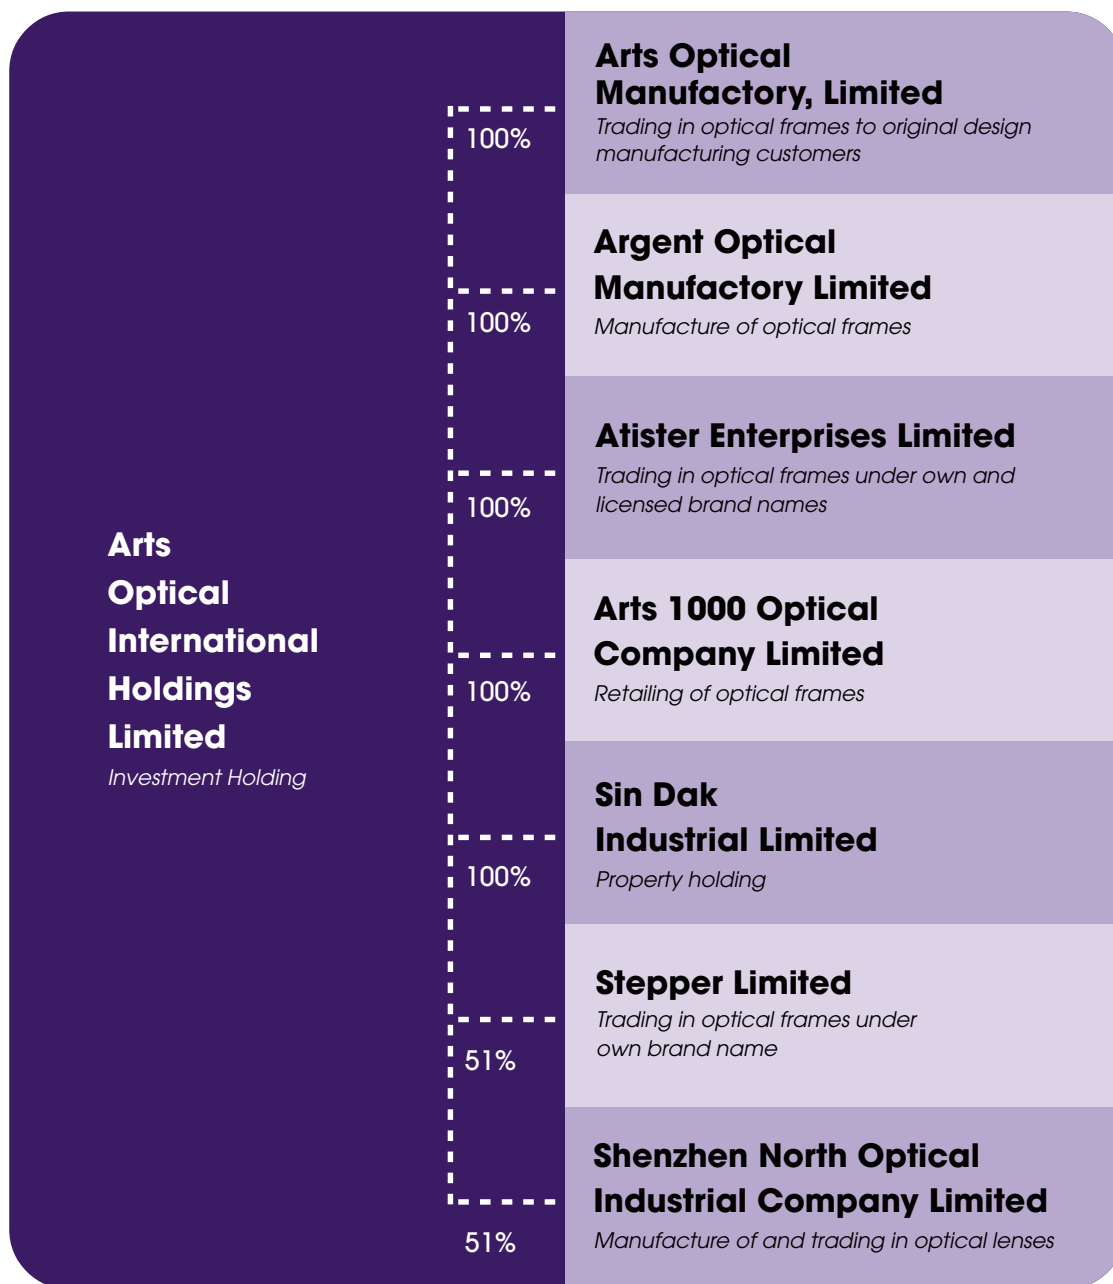 Arts
Optical
International
Holdings
Limited
Investment Holding
100%
Arts Optical
Manufactory, Limited
Trading in optical frames to original design
manufacturing customers
100%
Argent Optical
Manufactory Limited
Manufacture of optical frames
100%
Atister Enterprises Limited
Trading in optical frames under own and
licensed brand names
100%
Arts 1000 Optical
Company Limited
Retailing of optical frames
100%
Sin Dak
Industrial Limited
Property holding
51%
Stepper Limited
Trading in optical frames under
own brand name
51%
Shenzhen North Optical
Industrial Company Limited
Manufacture of and trading in optical lenses